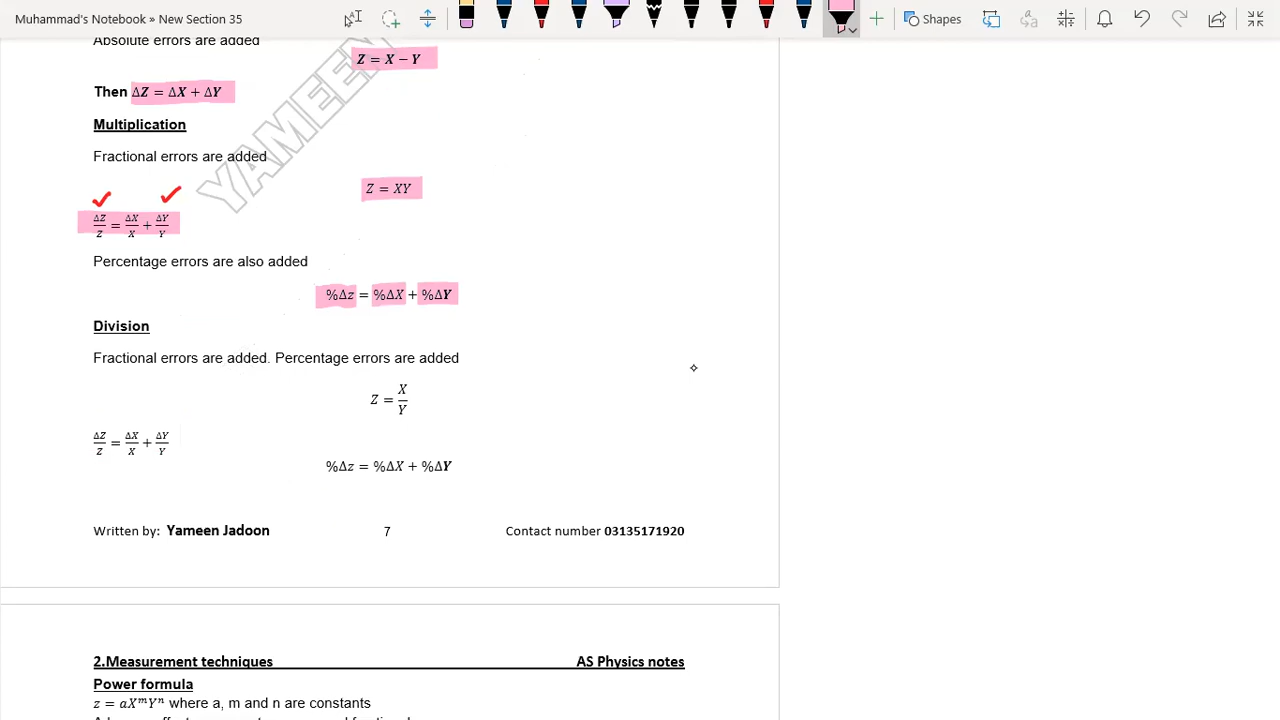 Muhammad's Notebook » New Section 35
Shapes
Absolute errors are added
Z = X − Y
Then ΔZ = ΔX + ΔY
Multiplication
Fractional errors are added
Z = XY
ΔZ/Z = ΔX/X + ΔY/Y
Percentage errors are also added
%Δz = %ΔX + %ΔY
Division
Fractional errors are added. Percentage errors are added
Z = X/Y
ΔZ/Z = ΔX/X + ΔY/Y
%Δz = %ΔX + %ΔY
Written by: Yameen Jadoon 7 Contact number 03135171920
2.Measurement techniques AS Physics notes
Power formula
z = aXᵐYⁿ where a, m and n are constants
YAMEEN